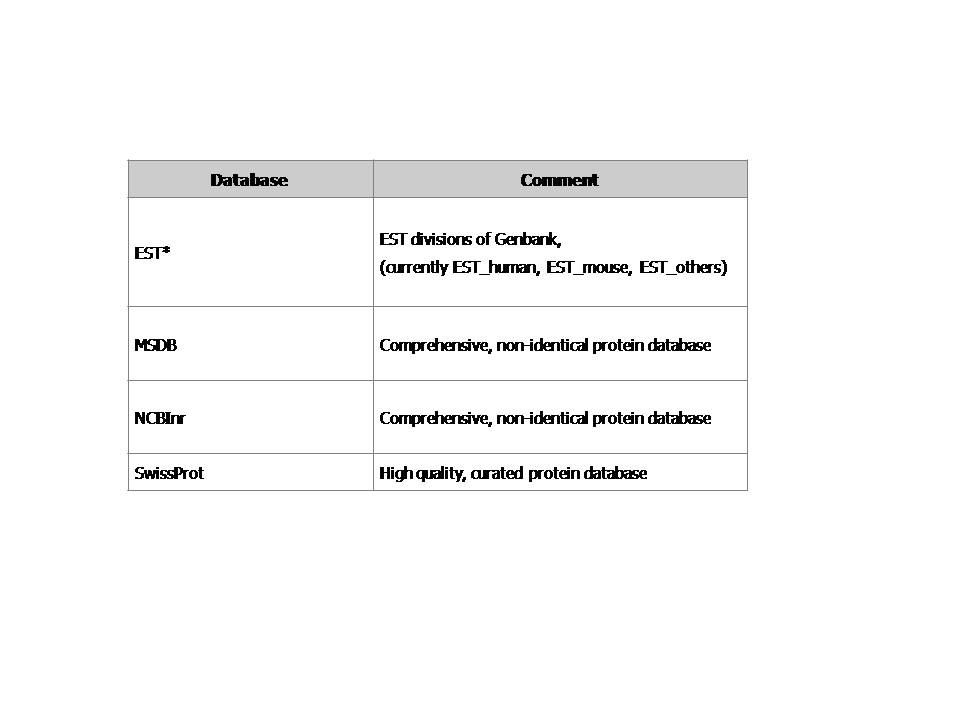 Database Comment
EST* EST divisions of Genbank,
(currently EST_human, EST_mouse, EST_others)
MSDB Comprehensive, non-identical protein database
NCBInr Comprehensive, non-identical protein database
SwissProt High quality, curated protein database